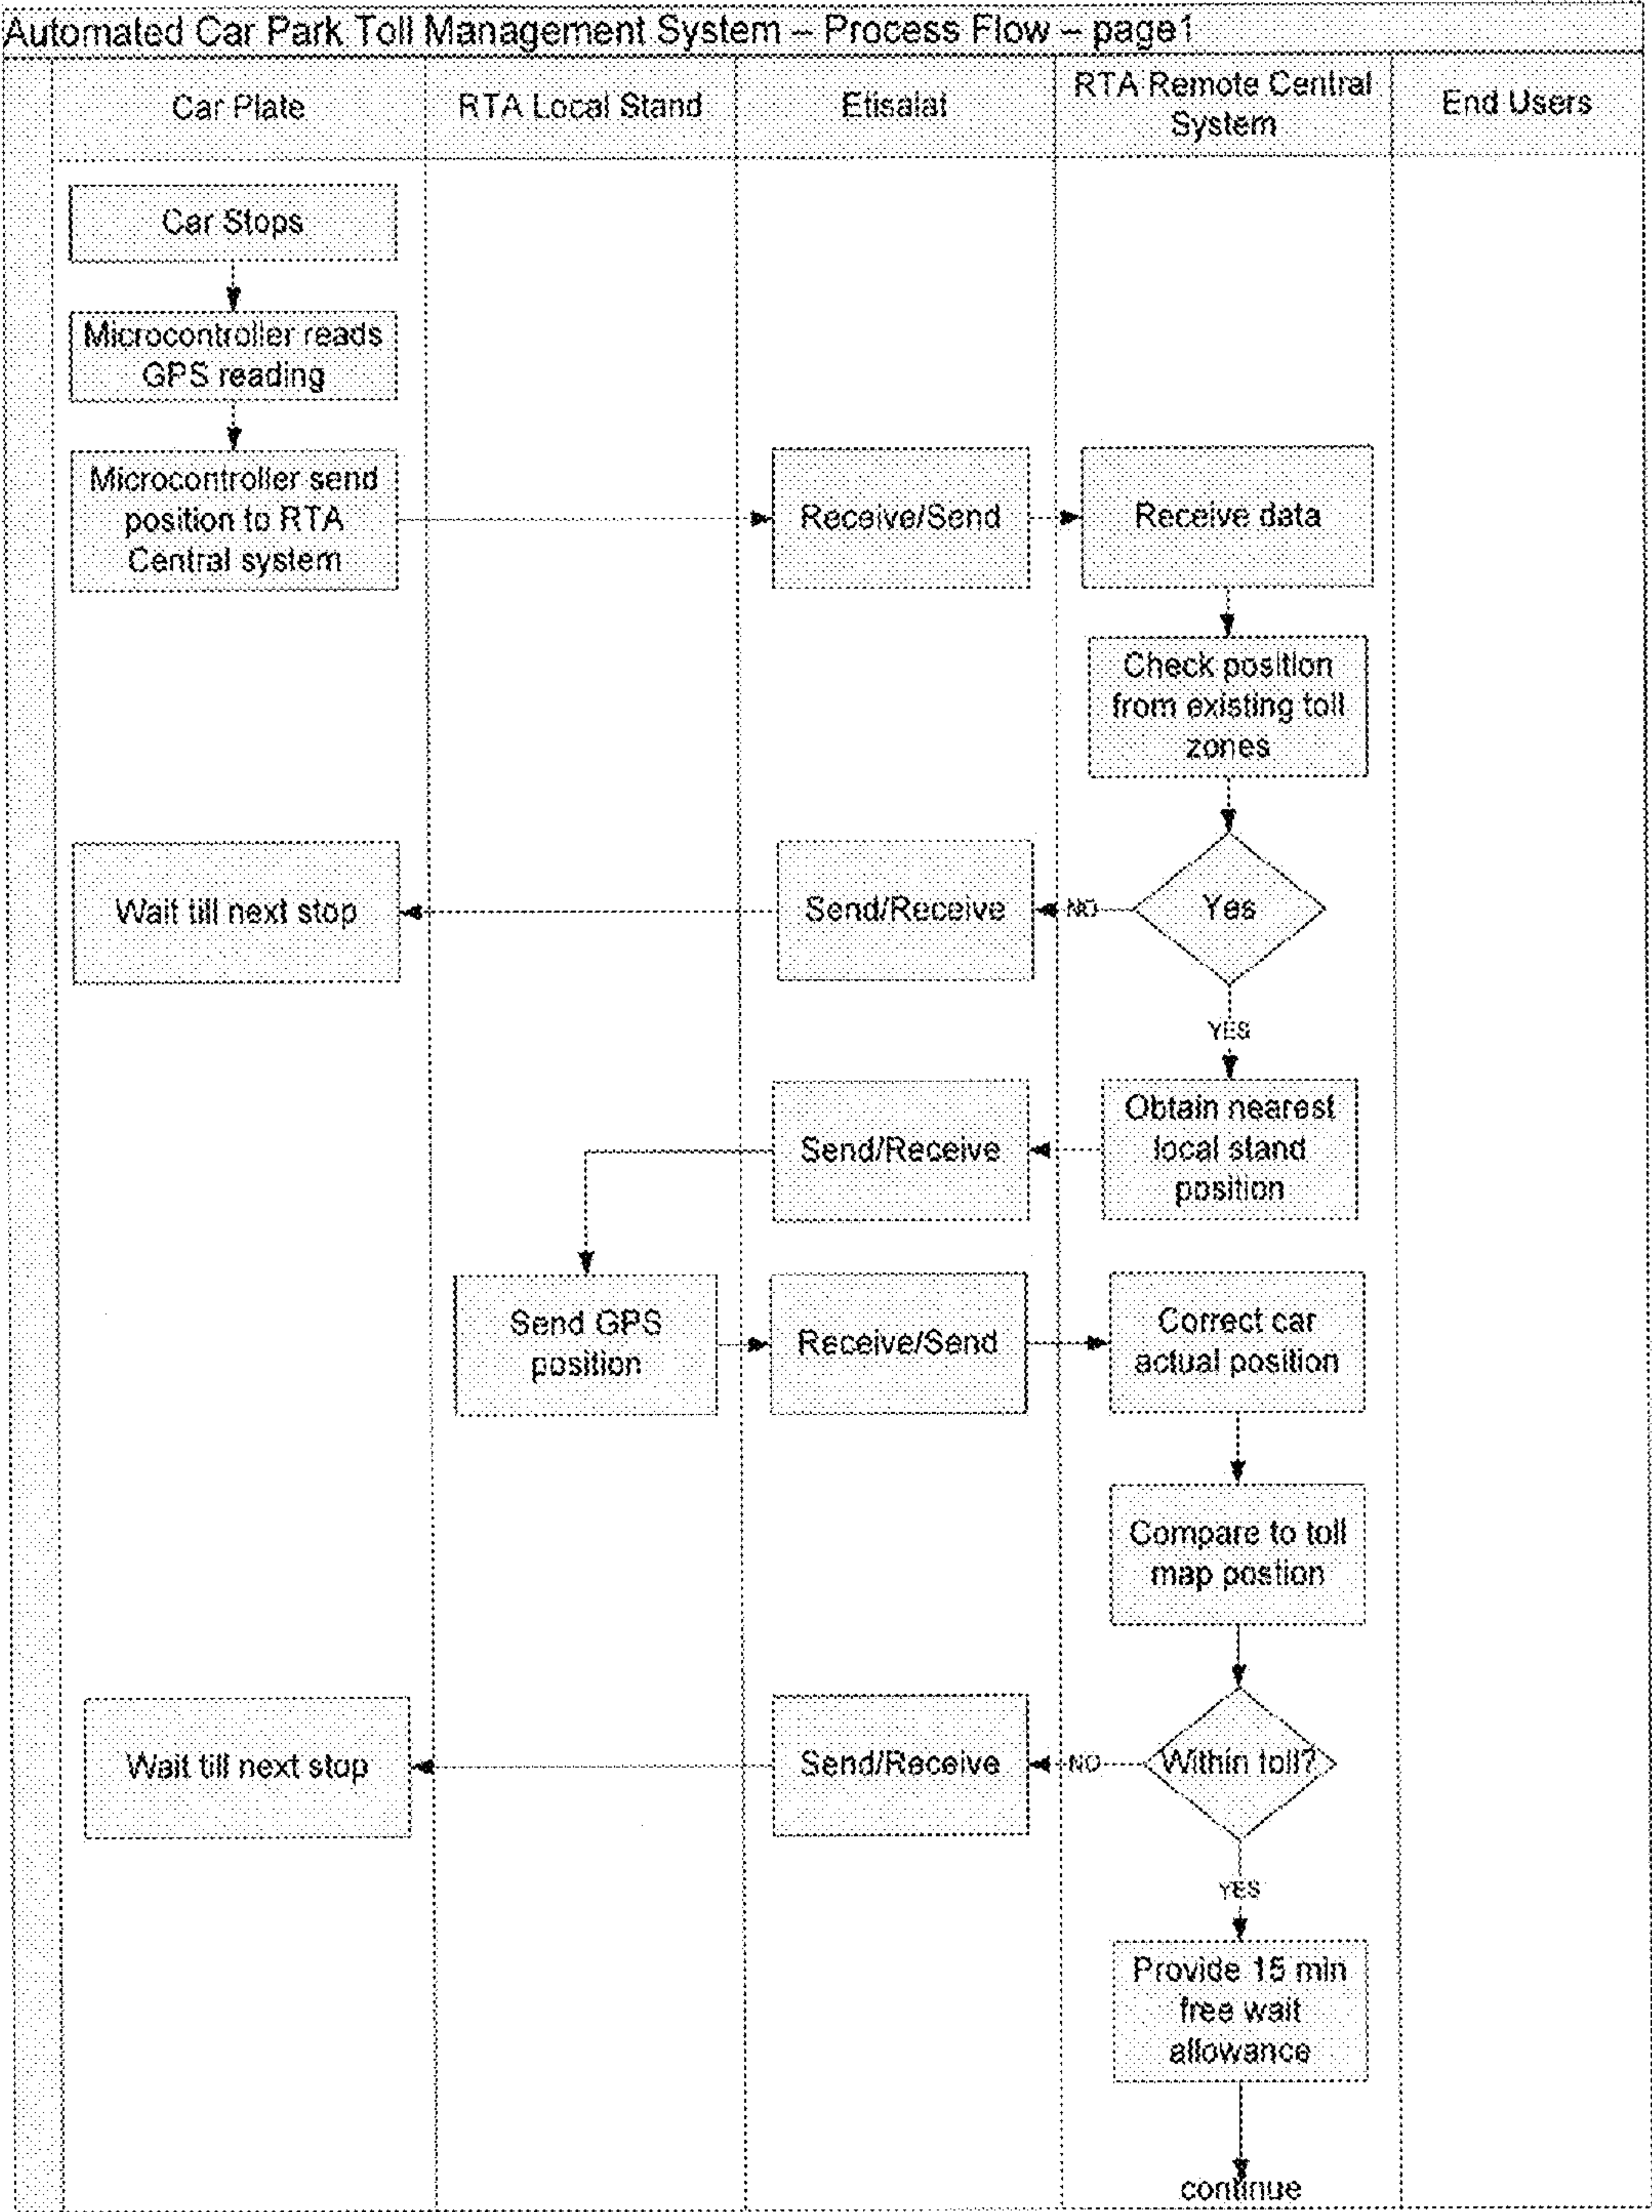 Automated Car Park Toll Management System – Process Flow – page1
Car Plate
RTA Local Stand
Etisalat
RTA Remote Central
System
End Users
Car Stops
Microcontroller reads
GPS reading
Microcontroller send
position to RTA
Central system
Receive/Send
Receive data
Check position
from existing toll
zones
Wait till next stop
Send/Receive
NO
Yes
YES
Send/Receive
Obtain nearest
local stand
position
Send GPS
position
Receive/Send
Correct car
actual position
Compare to toll
map postion
Wait till next stop
Send/Receive
NO
Within toll?
YES
Provide 15 min
free wait
allowance
continue